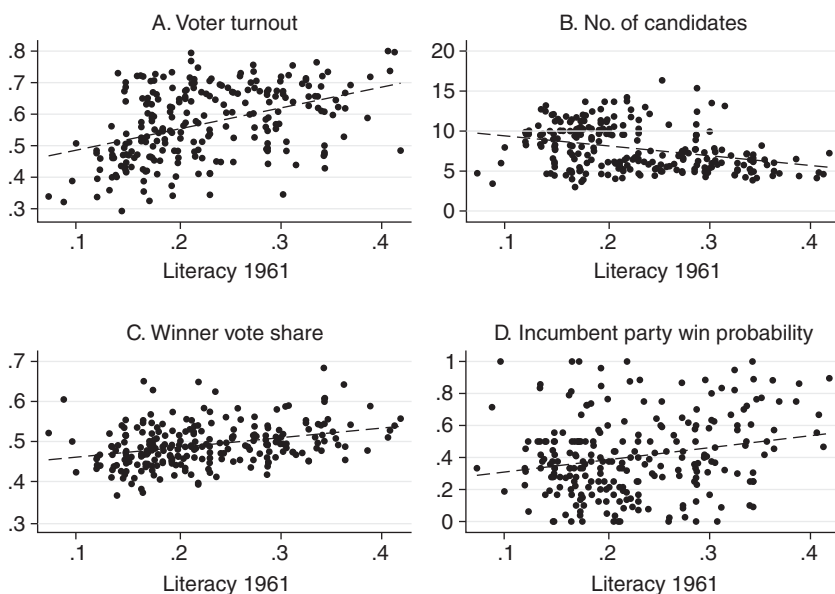 A. Voter turnout
.8
.7
.6
.5
.4
.3
.1 .2 .3 .4
Literacy 1961
B. No. of candidates
20
15
10
5
0
.1 .2 .3 .4
Literacy 1961
C. Winner vote share
.7
.6
.5
.4
.3
.1 .2 .3 .4
Literacy 1961
D. Incumbent party win probability
1
.8
.6
.4
.2
0
.1 .2 .3 .4
Literacy 1961